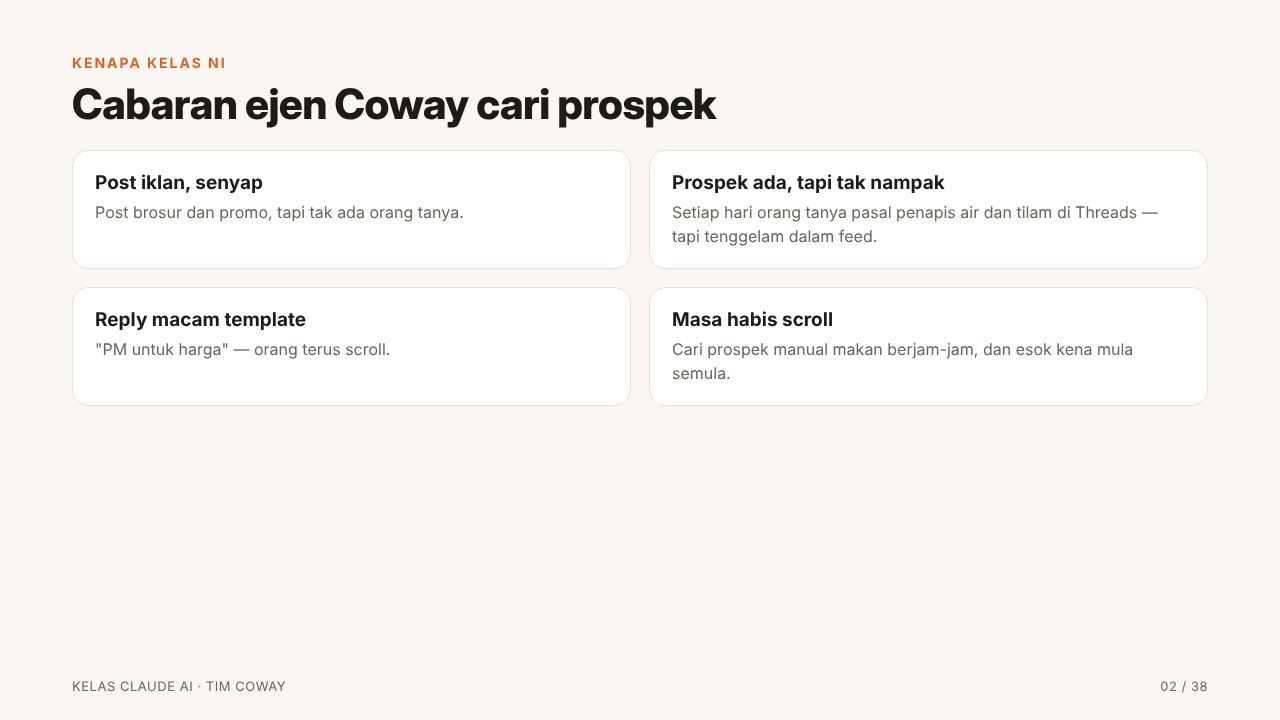 KENAPA KELAS NI
Cabaran ejen Coway cari prospek
Post iklan, senyap
Post brosur dan promo, tapi tak ada orang tanya.
Prospek ada, tapi tak nampak
Setiap hari orang tanya pasal penapis air dan tilam di Threads —
tapi tenggelam dalam feed.
Reply macam template
"PM untuk harga" — orang terus scroll.
Masa habis scroll
Cari prospek manual makan berjam-jam, dan esok kena mula
semula.
KELAS CLAUDE AI · TIM COWAY
02 / 38